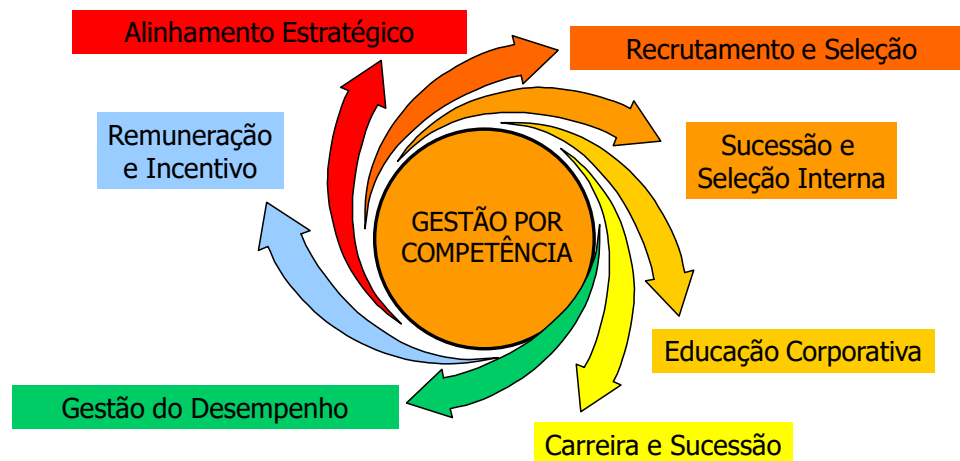 Alinhamento Estratégico
Recrutamento e Seleção
Remuneração
e Incentivo
Sucessão e
Seleção Interna
GESTÃO POR
COMPETÊNCIA
Educação Corporativa
Gestão do Desempenho
Carreira e Sucessão